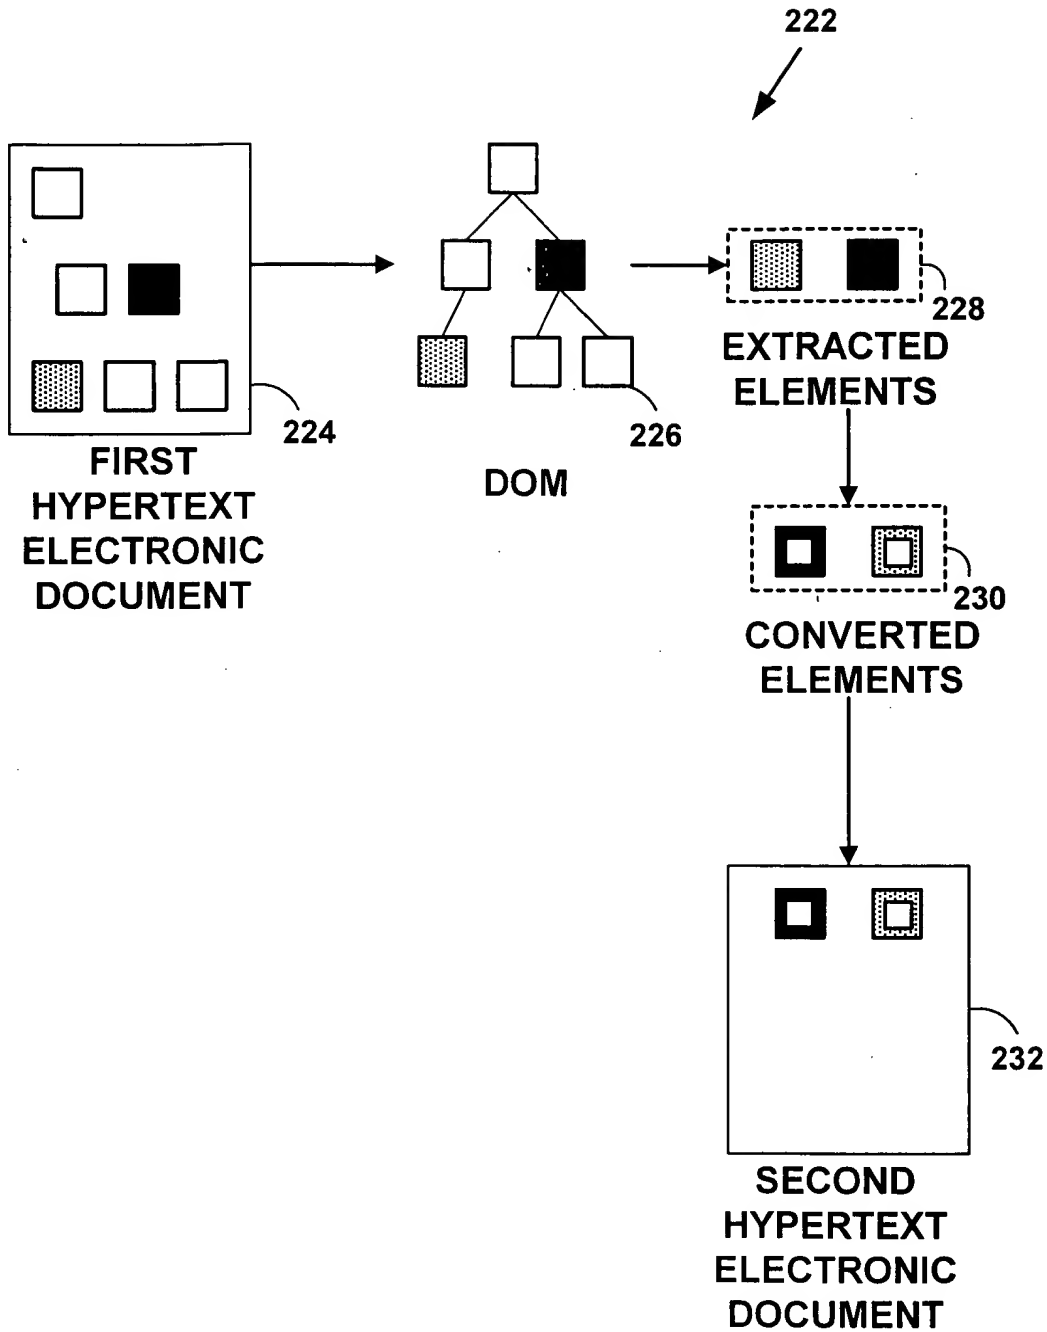 222
228
EXTRACTED
ELEMENTS
224
226
FIRST
HYPERTEXT
ELECTRONIC
DOCUMENT
DOM
230
CONVERTED
ELEMENTS
232
SECOND
HYPERTEXT
ELECTRONIC
DOCUMENT